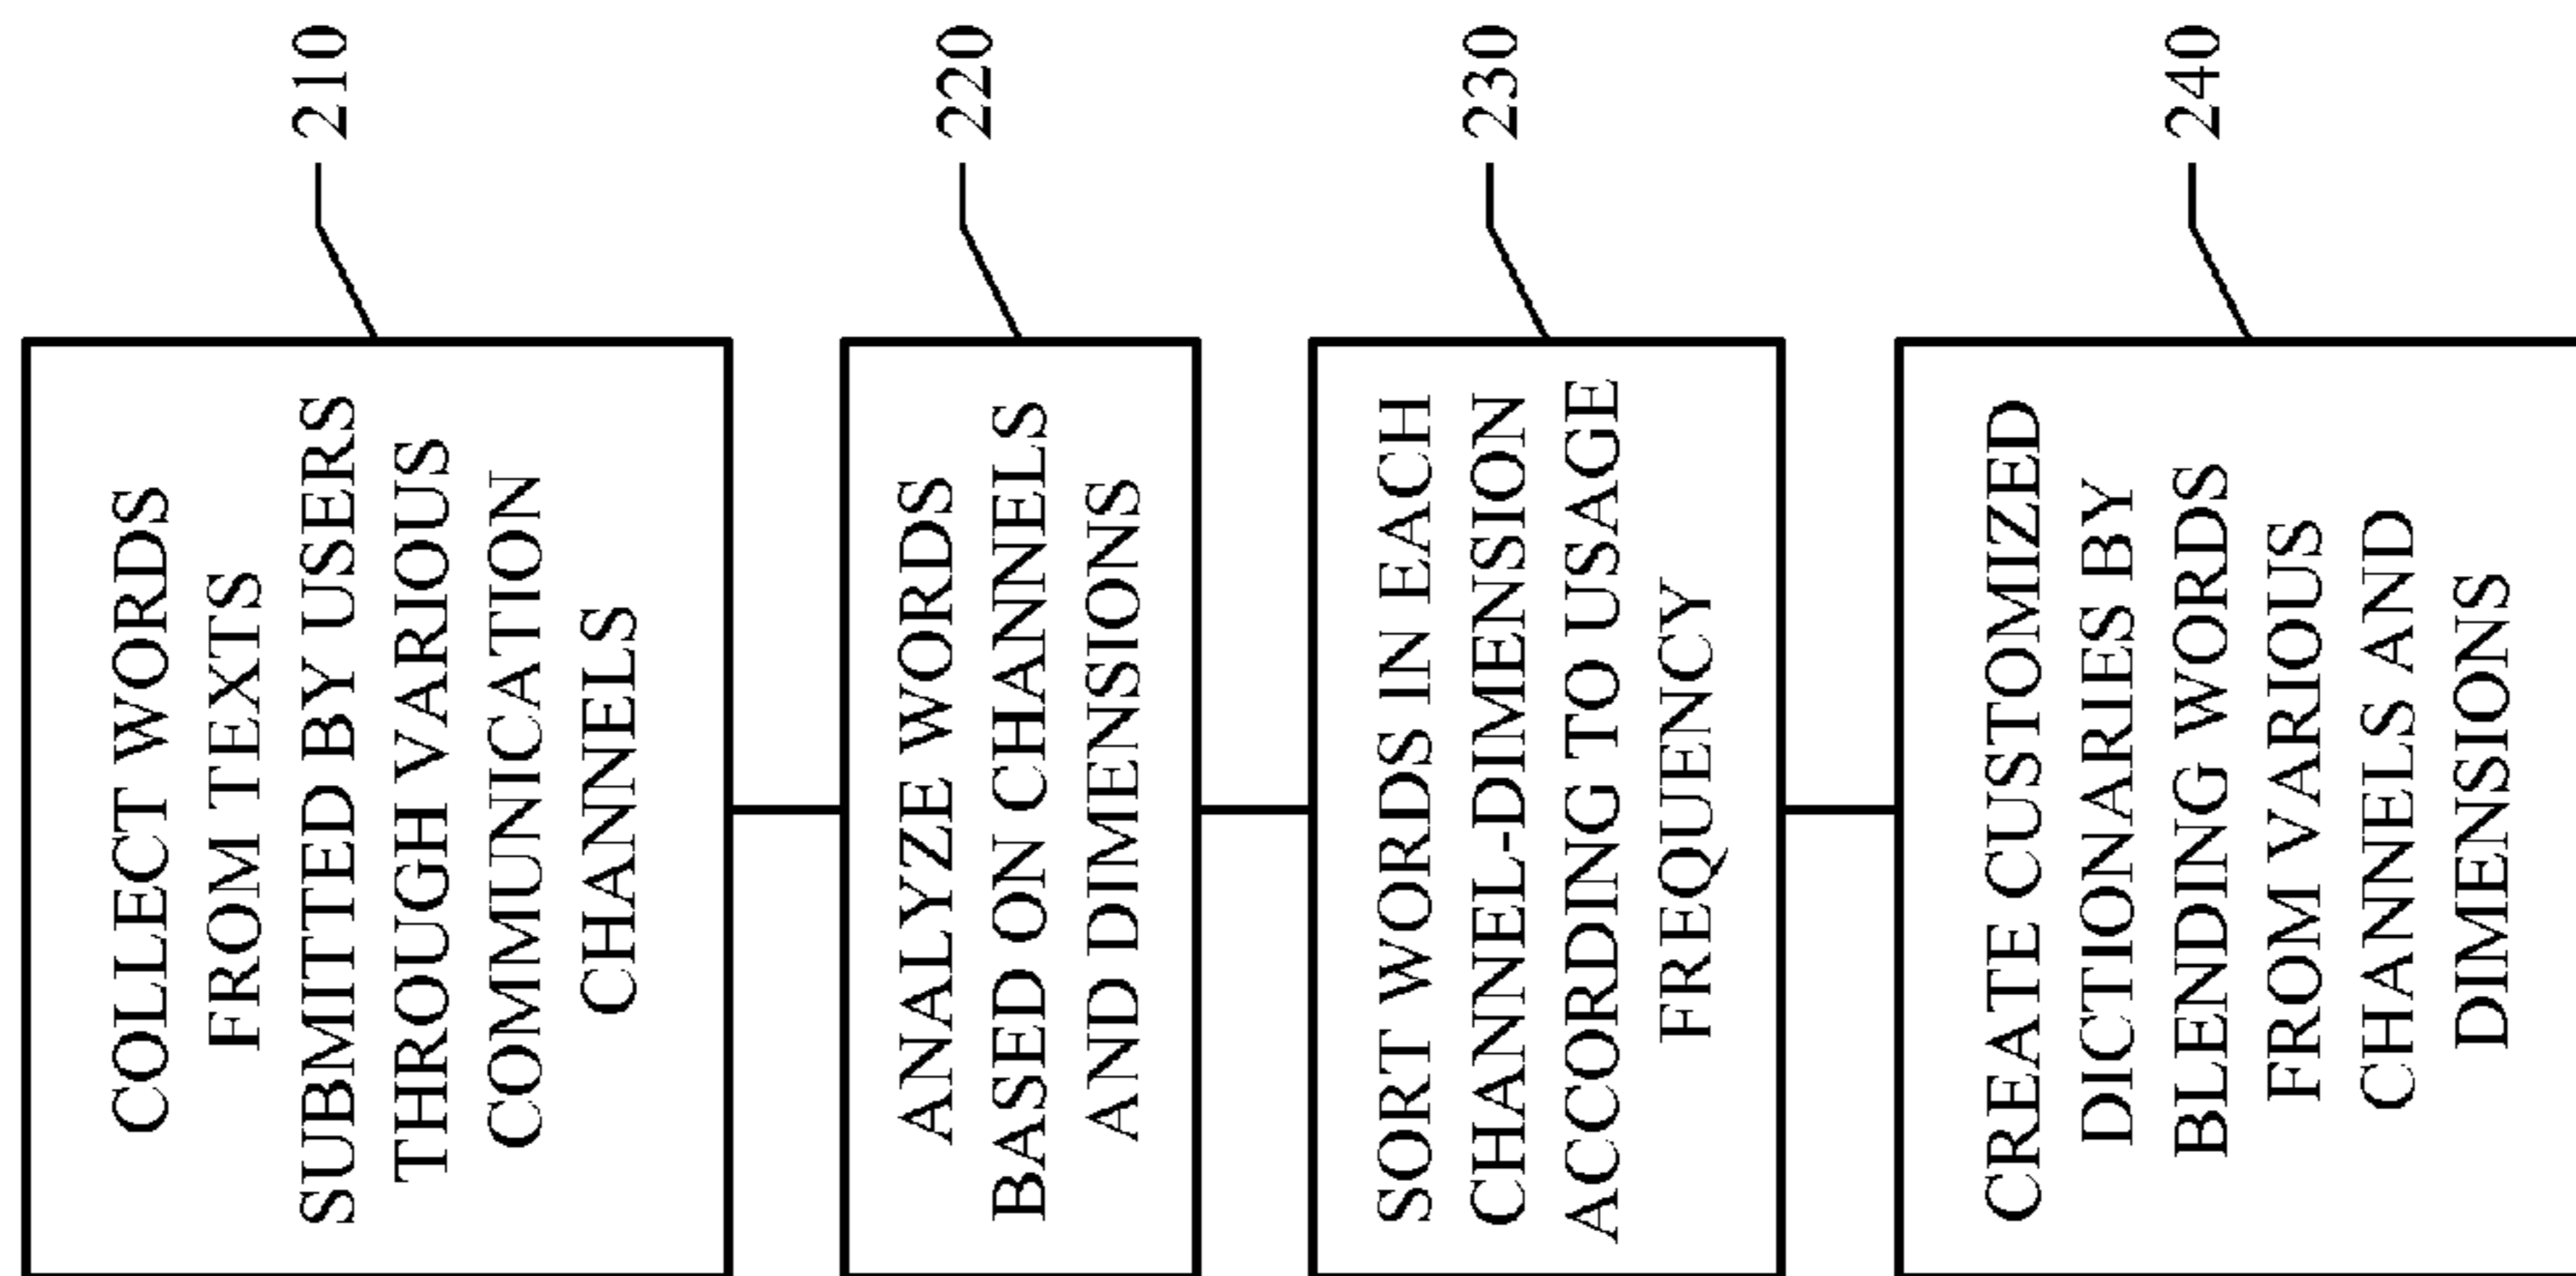 COLLECT WORDS
FROM TEXTS
SUBMITTED BY USERS
THROUGH VARIOUS
COMMUNICATION
CHANNELS
210
ANALYZE WORDS
BASED ON CHANNELS
AND DIMENSIONS
220
SORT WORDS IN EACH
CHANNEL-DIMENSION
ACCORDING TO USAGE
FREQUENCY
230
CREATE CUSTOMIZED
DICTIONARIES BY
BLENDING WORDS
FROM VARIOUS
CHANNELS AND
DIMENSIONS
240